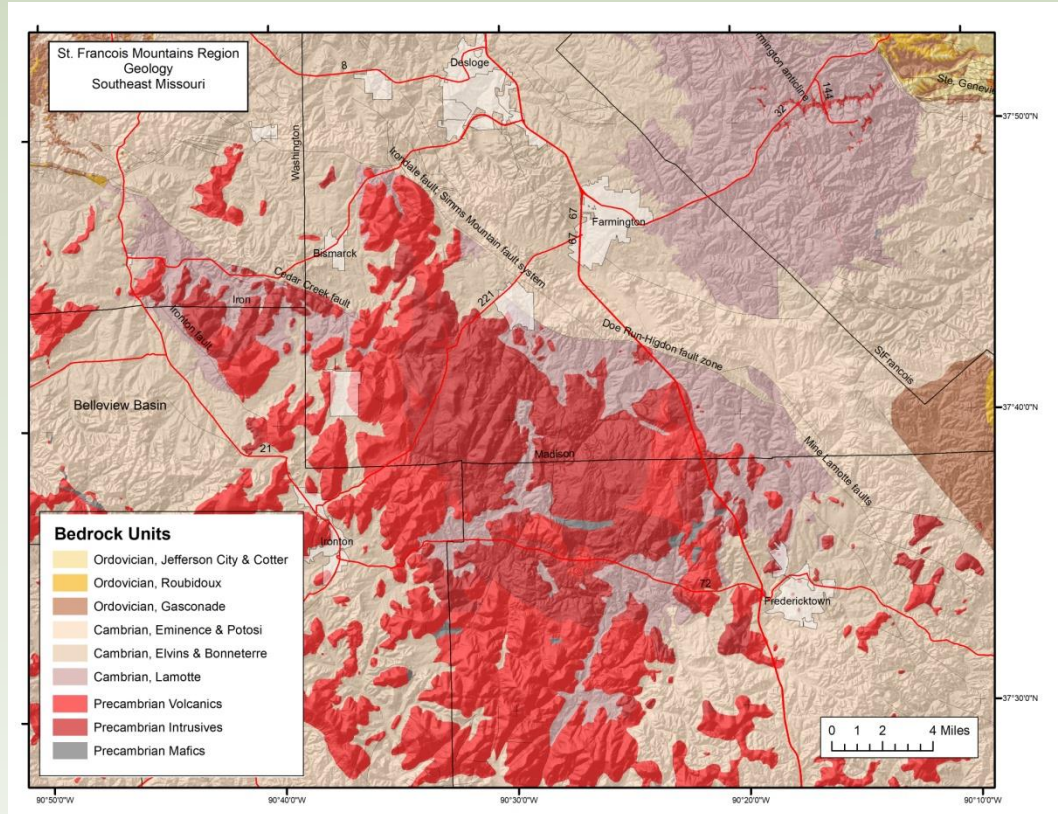 St. Francois Mountains Region
Geology
Southeast Missouri
8
Desloge
rmington anticline
144
32
Ste. Genevie
37°50'0"N
Washington
Irondale fault, Simms Mountain fault system
67
67
Farmington
Bismarck
Cedar Creek fault
Iron
Ironton fault
221
Doe Run-Higdon fault zone
StFrancois
Belleview Basin
37°40'0"N
21
Madison
Mine Lamotte faults
Ironton
72
Fredericktown
37°30'0"N
Bedrock Units
Ordovician, Jefferson City & Cotter
Ordovician, Roubidoux
Ordovician, Gasconade
Cambrian, Eminence & Potosi
Cambrian, Elvins & Bonneterre
Cambrian, Lamotte
Precambrian Volcanics
Precambrian Intrusives
Precambrian Mafics
0 2 4 Miles
90°50'0"W 90°40'0"W 90°30'0"W 90°20'0"W 90°10'0"W